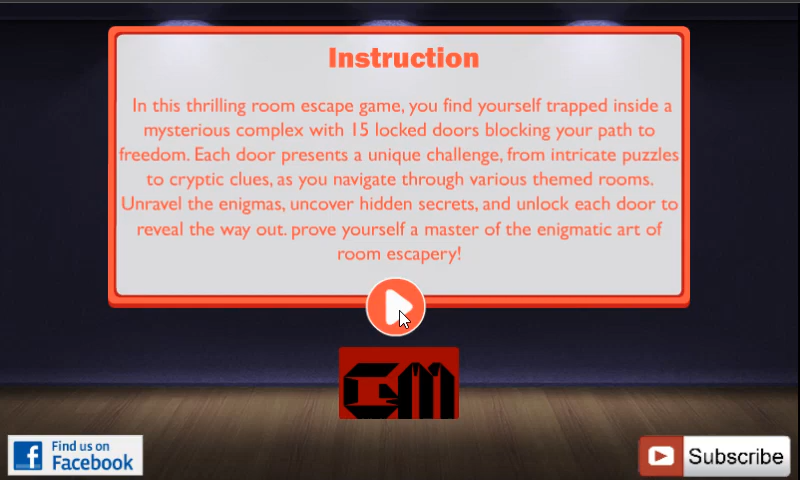 Instruction
In this thrilling room escape game, you find yourself trapped inside a
mysterious complex with 15 locked doors blocking your path to
freedom. Each door presents a unique challenge, from intricate puzzles
to cryptic clues, as you navigate through various themed rooms.
Unravel the enigmas, uncover hidden secrets, and unlock each door to
reveal the way out. prove yourself a master of the enigmatic art of
room escapery!
Find us on
Facebook
Subscribe